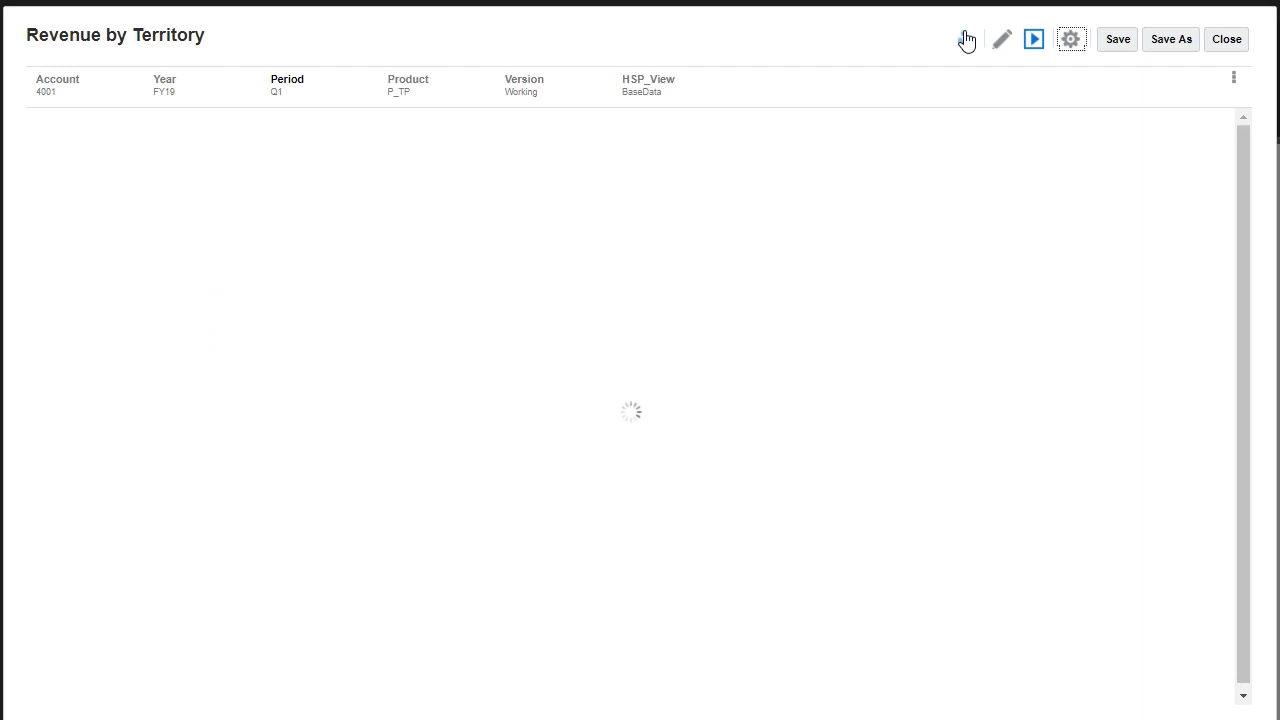 Revenue by Territory
Save
Save As
Close
Account
4001
Year
FY19
Period
Q1
Product
P_TP
Version
Working
HSP_View
BaseData